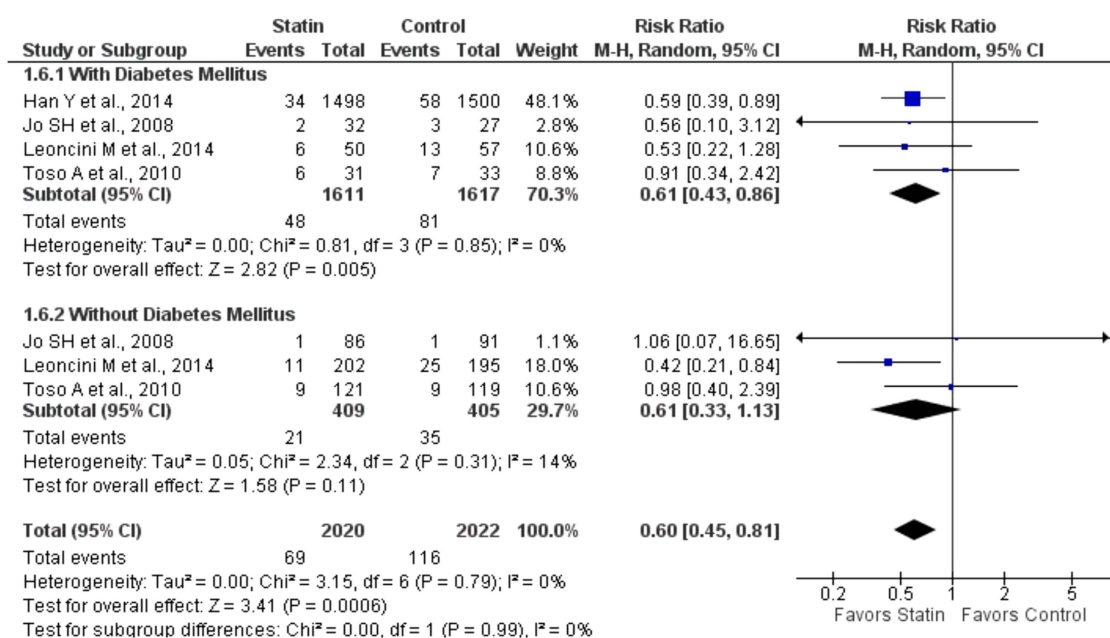 Statin Control Risk Ratio Risk Ratio
Study or Subgroup Events Total Events Total Weight M-H, Random, 95% CI M-H, Random, 95% CI
1.6.1 With Diabetes Mellitus
Han Y et al., 2014 34 1498 58 1500 48.1% 0.59 [0.39, 0.89]
Jo SH et al., 2008 2 32 3 27 2.8% 0.56 [0.10, 3.12]
Leoncini M et al., 2014 6 50 13 57 10.6% 0.53 [0.22, 1.28]
Toso A et al., 2010 6 31 7 33 8.8% 0.91 [0.34, 2.42]
Subtotal (95% CI) 1611 1617 70.3% 0.61 [0.43, 0.86]
Total events 48 81
Heterogeneity: Tau² = 0.00; Chi² = 0.81, df = 3 (P = 0.85); I² = 0%
Test for overall effect: Z = 2.82 (P = 0.005)
1.6.2 Without Diabetes Mellitus
Jo SH et al., 2008 1 86 1 91 1.1% 1.06 [0.07, 16.65]
Leoncini M et al., 2014 11 202 25 195 18.0% 0.42 [0.21, 0.84]
Toso A et al., 2010 9 121 9 119 10.6% 0.98 [0.40, 2.39]
Subtotal (95% CI) 409 405 29.7% 0.61 [0.33, 1.13]
Total events 21 35
Heterogeneity: Tau² = 0.05; Chi² = 2.34, df = 2 (P = 0.31); I² = 14%
Test for overall effect: Z = 1.58 (P = 0.11)
Total (95% CI) 2020 2022 100.0% 0.60 [0.45, 0.81]
Total events 69 116
Heterogeneity: Tau² = 0.00; Chi² = 3.15, df = 6 (P = 0.79); I² = 0%
Test for overall effect: Z = 3.41 (P = 0.0006)
Test for subgroup differences: Chi² = 0.00, df = 1 (P = 0.99), I² = 0%
0.2 0.5 1 2 5
Favors Statin Favors Control